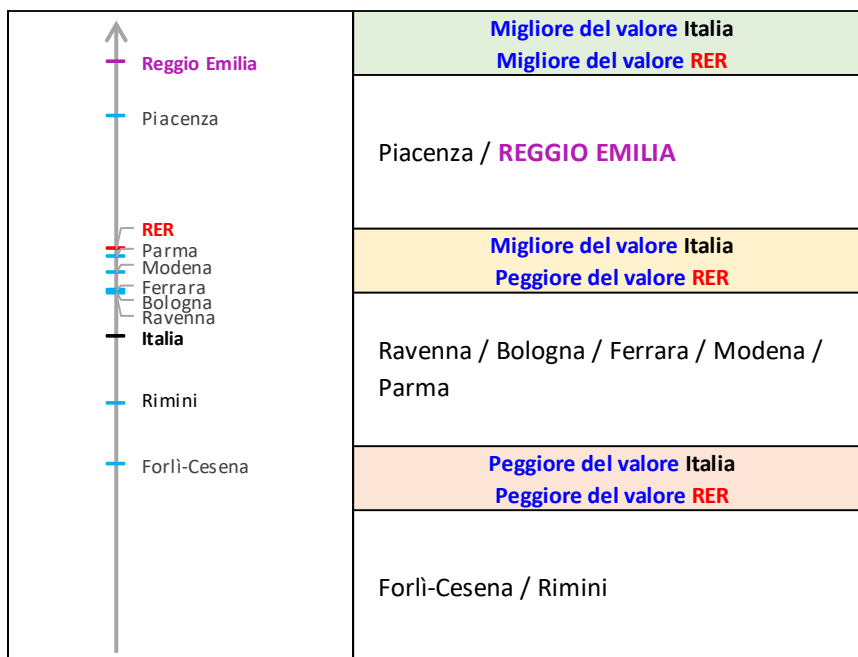 Reggio Emilia
Piacenza
RER
Parma
Modena
Ferrara
Bologna
Ravenna
Italia
Rimini
Forlì-Cesena
Migliore del valore Italia
Migliore del valore RER
Piacenza / REGGIO EMILIA
Migliore del valore Italia
Peggiore del valore RER
Ravenna / Bologna / Ferrara / Modena /
Parma
Peggiore del valore Italia
Peggiore del valore RER
Forlì-Cesena / Rimini